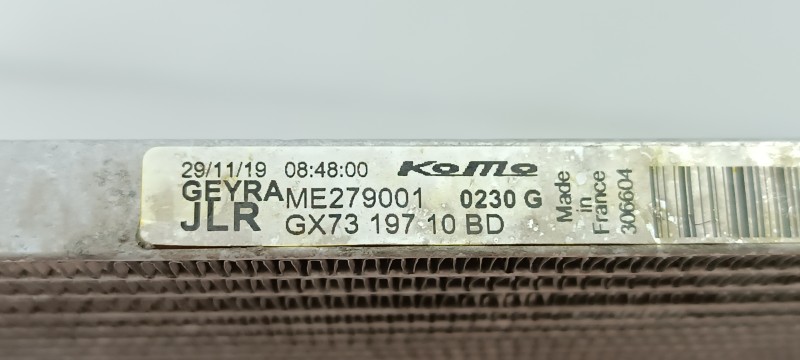 29/11/19 08:48:00 KoMo
GEYRA ME279001 0230 G
JLR GX73 197 10 BD
Made
in
France
306604